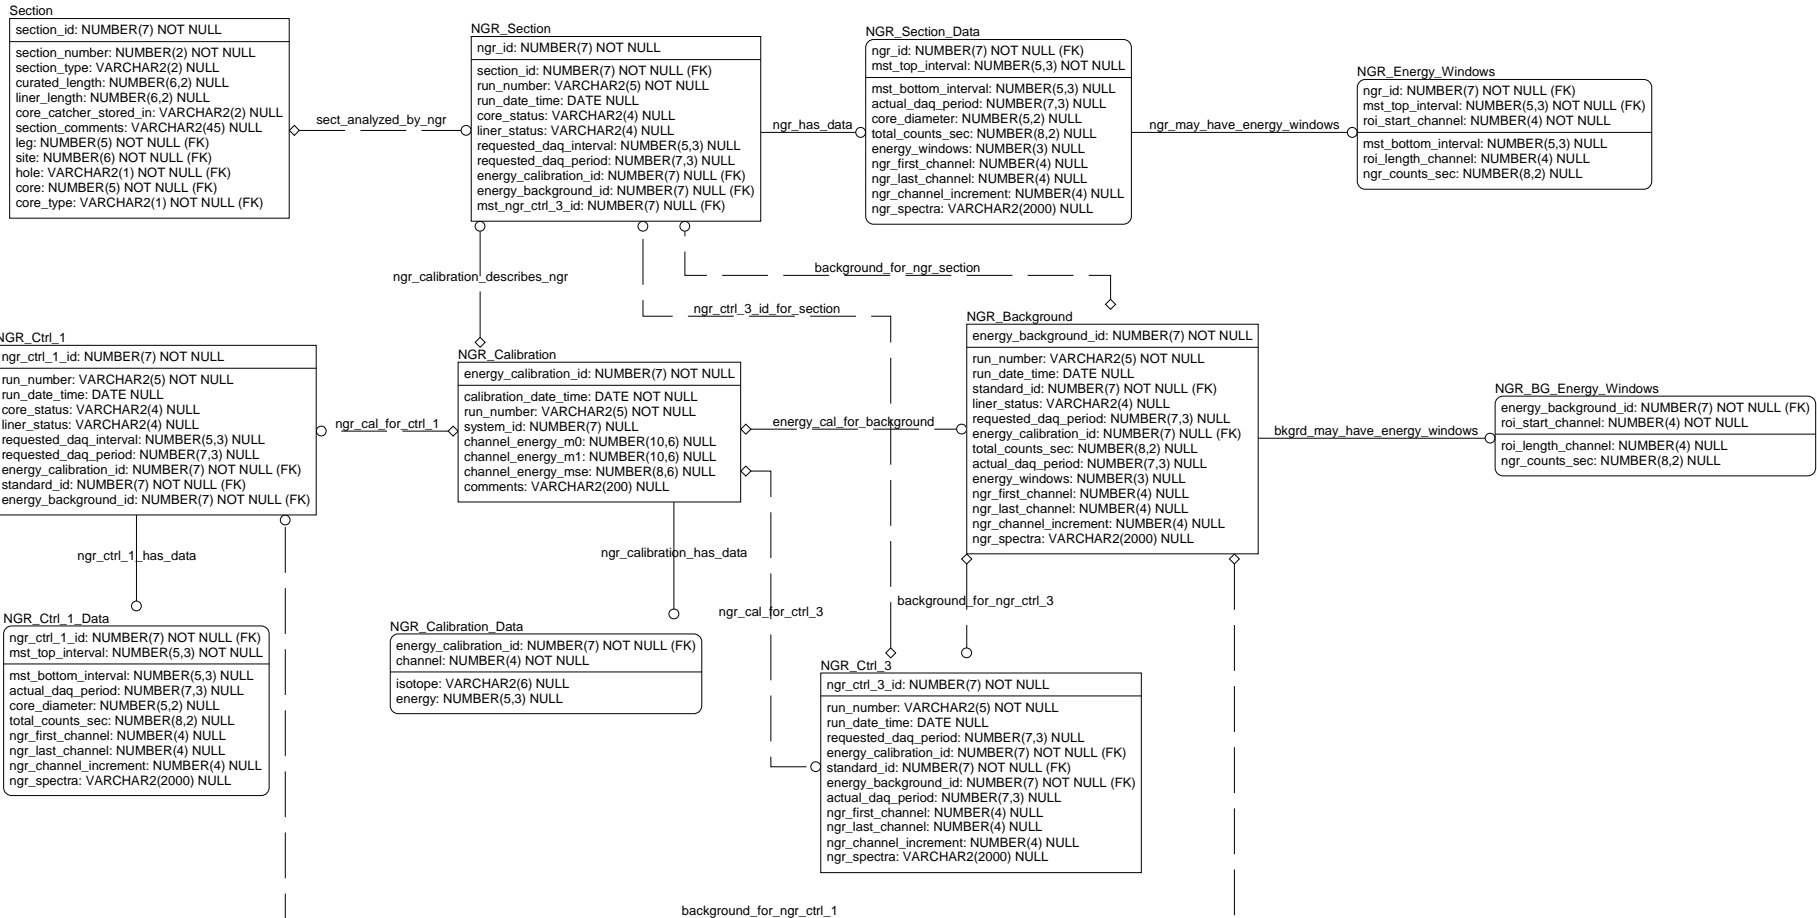 Section
section_id: NUMBER(7) NOT NULL
section_number: NUMBER(2) NOT NULL
section_type: VARCHAR2(2) NULL
curated_length: NUMBER(6,2) NULL
liner_length: NUMBER(6,2) NULL
core_catcher_stored_in: VARCHAR2(2) NULL
section_comments: VARCHAR2(45) NULL
leg: NUMBER(5) NOT NULL (FK)
site: NUMBER(6) NOT NULL (FK)
hole: VARCHAR2(1) NOT NULL (FK)
core: NUMBER(5) NOT NULL (FK)
core_type: VARCHAR2(1) NOT NULL (FK)
sect_analyzed_by_ngr
NGR_Section
ngr_id: NUMBER(7) NOT NULL
section_id: NUMBER(7) NOT NULL (FK)
run_number: VARCHAR2(5) NOT NULL
run_date_time: DATE NULL
core_status: VARCHAR2(4) NULL
liner_status: VARCHAR2(4) NULL
requested_daq_interval: NUMBER(5,3) NULL
requested_daq_period: NUMBER(7,3) NULL
energy_calibration_id: NUMBER(7) NULL (FK)
energy_background_id: NUMBER(7) NULL (FK)
mst_ngr_ctrl_3_id: NUMBER(7) NULL (FK)
ngr_has_data
NGR_Section_Data
ngr_id: NUMBER(7) NOT NULL (FK)
mst_top_interval: NUMBER(5,3) NOT NULL
mst_bottom_interval: NUMBER(5,3) NULL
actual_daq_period: NUMBER(7,3) NULL
core_diameter: NUMBER(5,2) NULL
total_counts_sec: NUMBER(8,2) NULL
energy_windows: NUMBER(3) NULL
ngr_first_channel: NUMBER(4) NULL
ngr_last_channel: NUMBER(4) NULL
ngr_channel_increment: NUMBER(4) NULL
ngr_spectra: VARCHAR2(2000) NULL
ngr_may_have_energy_windows
NGR_Energy_Windows
ngr_id: NUMBER(7) NOT NULL (FK)
mst_top_interval: NUMBER(5,3) NOT NULL (FK)
roi_start_channel: NUMBER(4) NOT NULL
mst_bottom_interval: NUMBER(5,3) NULL
roi_length_channel: NUMBER(4) NULL
ngr_counts_sec: NUMBER(8,2) NULL
ngr_calibration_describes_ngr
background_for_ngr_section
ngr_ctrl_3_id_for_section
NGR_Ctrl_1
ngr_ctrl_1_id: NUMBER(7) NOT NULL
run_number: VARCHAR2(5) NOT NULL
run_date_time: DATE NULL
core_status: VARCHAR2(4) NULL
liner_status: VARCHAR2(4) NULL
requested_daq_interval: NUMBER(5,3) NULL
requested_daq_period: NUMBER(7,3) NULL
energy_calibration_id: NUMBER(7) NOT NULL (FK)
standard_id: NUMBER(7) NOT NULL (FK)
energy_background_id: NUMBER(7) NOT NULL (FK)
ngr_cal_for_ctrl_1
NGR_Calibration
energy_calibration_id: NUMBER(7) NOT NULL
calibration_date_time: DATE NOT NULL
run_number: VARCHAR2(5) NOT NULL
system_id: NUMBER(7) NULL
channel_energy_m0: NUMBER(10,6) NULL
channel_energy_m1: NUMBER(10,6) NULL
channel_energy_mse: NUMBER(8,6) NULL
comments: VARCHAR2(200) NULL
energy_cal_for_background
NGR_Background
energy_background_id: NUMBER(7) NOT NULL
run_number: VARCHAR2(5) NOT NULL
run_date_time: DATE NULL
standard_id: NUMBER(7) NOT NULL (FK)
liner_status: VARCHAR2(4) NULL
requested_daq_period: NUMBER(7,3) NULL
energy_calibration_id: NUMBER(7) NULL (FK)
total_counts_sec: NUMBER(8,2) NULL
actual_daq_period: NUMBER(7,3) NULL
energy_windows: NUMBER(3) NULL
ngr_first_channel: NUMBER(4) NULL
ngr_last_channel: NUMBER(4) NULL
ngr_channel_increment: NUMBER(4) NULL
ngr_spectra: VARCHAR2(2000) NULL
bkgrd_may_have_energy_windows
NGR_BG_Energy_Windows
energy_background_id: NUMBER(7) NOT NULL (FK)
roi_start_channel: NUMBER(4) NOT NULL
roi_length_channel: NUMBER(4) NULL
ngr_counts_sec: NUMBER(8,2) NULL
ngr_ctrl_1_has_data
ngr_calibration_has_data
ngr_cal_for_ctrl_3
background_for_ngr_ctrl_3
NGR_Ctrl_1_Data
ngr_ctrl_1_id: NUMBER(7) NOT NULL (FK)
mst_top_interval: NUMBER(5,3) NOT NULL
mst_bottom_interval: NUMBER(5,3) NULL
actual_daq_period: NUMBER(7,3) NULL
core_diameter: NUMBER(5,2) NULL
total_counts_sec: NUMBER(8,2) NULL
ngr_first_channel: NUMBER(4) NULL
ngr_last_channel: NUMBER(4) NULL
ngr_channel_increment: NUMBER(4) NULL
ngr_spectra: VARCHAR2(2000) NULL
NGR_Calibration_Data
energy_calibration_id: NUMBER(7) NOT NULL (FK)
channel: NUMBER(4) NOT NULL
isotope: VARCHAR2(6) NULL
energy: NUMBER(5,3) NULL
NGR_Ctrl_3
ngr_ctrl_3_id: NUMBER(7) NOT NULL
run_number: VARCHAR2(5) NOT NULL
run_date_time: DATE NULL
requested_daq_period: NUMBER(7,3) NULL
energy_calibration_id: NUMBER(7) NOT NULL (FK)
standard_id: NUMBER(7) NOT NULL (FK)
energy_background_id: NUMBER(7) NOT NULL (FK)
actual_daq_period: NUMBER(7,3) NULL
ngr_first_channel: NUMBER(4) NULL
ngr_last_channel: NUMBER(4) NULL
ngr_channel_increment: NUMBER(4) NULL
ngr_spectra: VARCHAR2(2000) NULL
background_for_ngr_ctrl_1